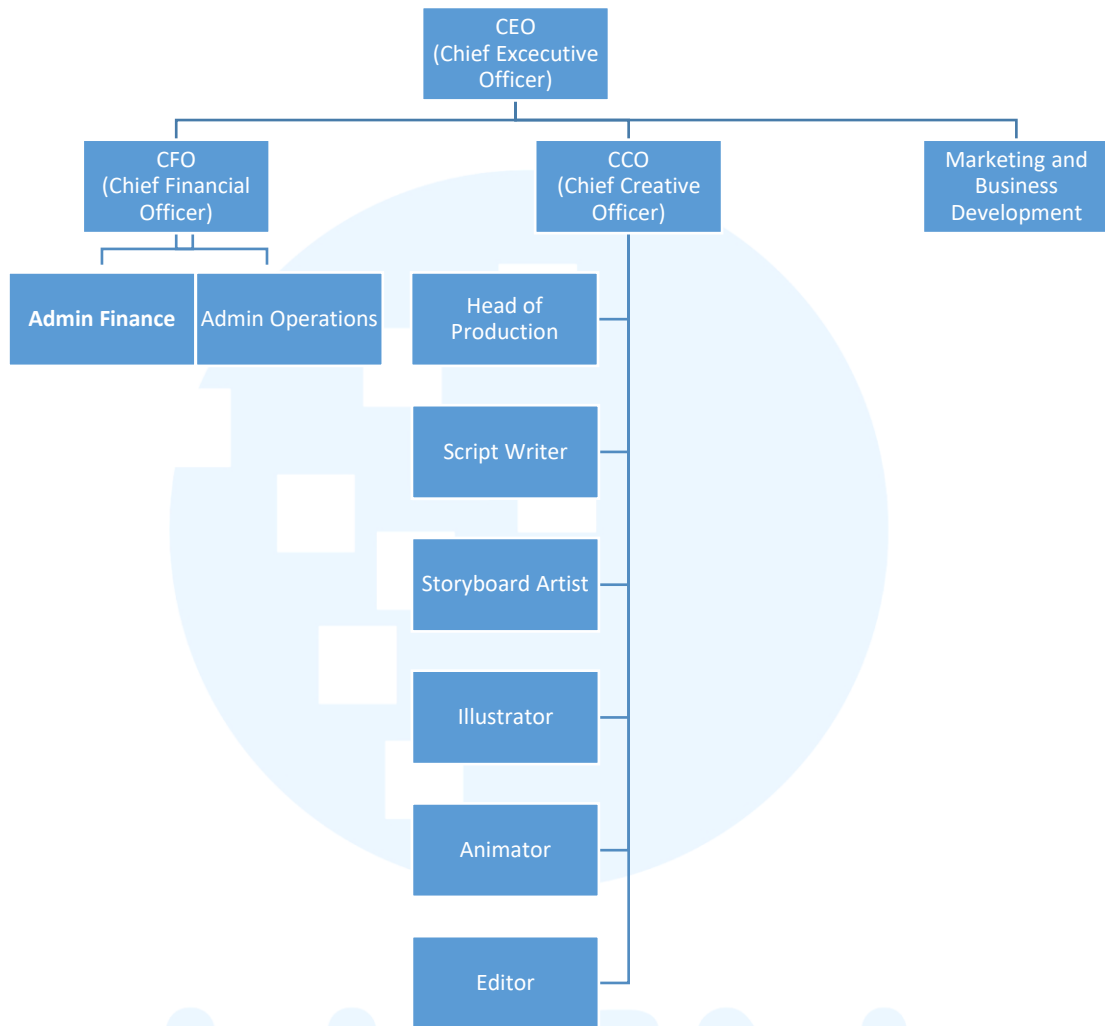 CEO
(Chief Excecutive
Officer)
CFO
(Chief Financial
Officer)
CCO
(Chief Creative
Officer)
Marketing and
Business
Development
Admin Finance
Admin Operations
Head of
Production
Script Writer
Storyboard Artist
Illustrator
Animator
Editor